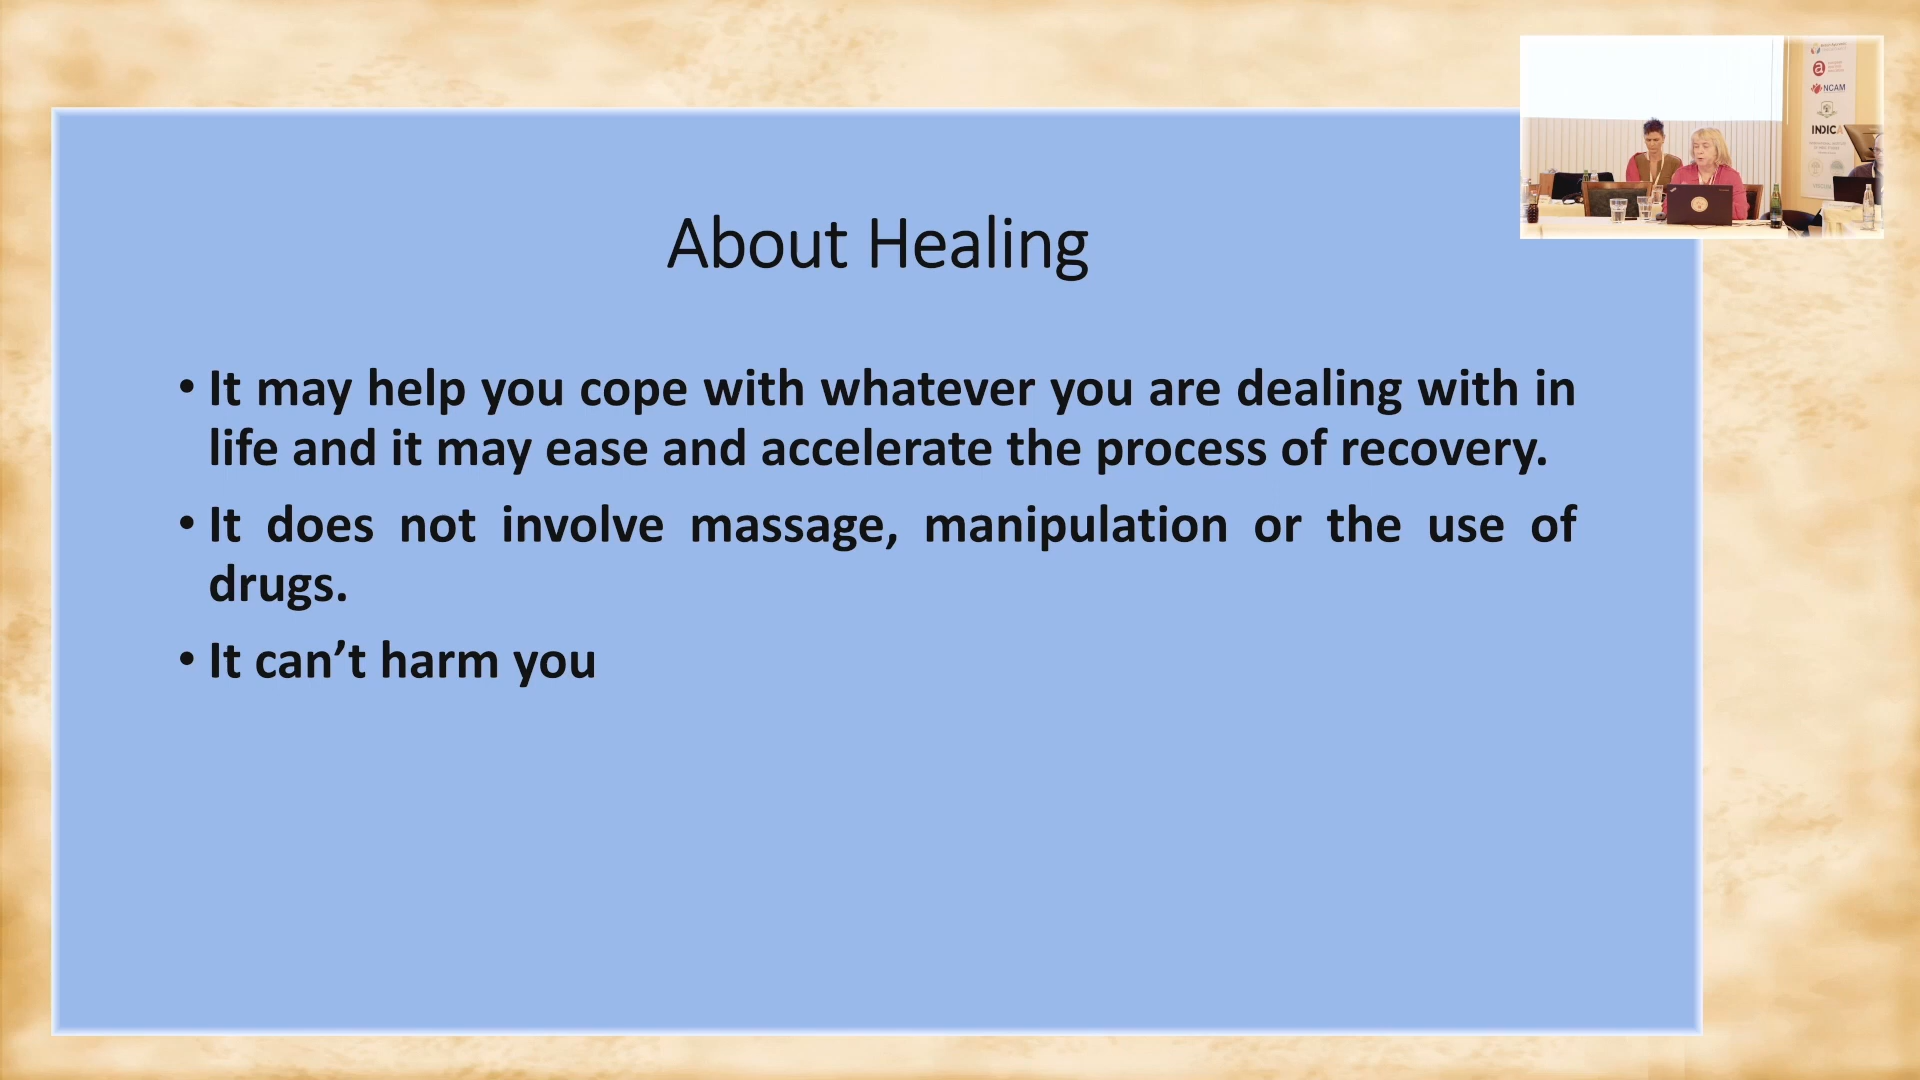 About Healing
• It may help you cope with whatever you are dealing with in
life and it may ease and accelerate the process of recovery.
• It does not involve massage, manipulation or the use of
drugs.
• It can’t harm you
a
NCAM
INDICA